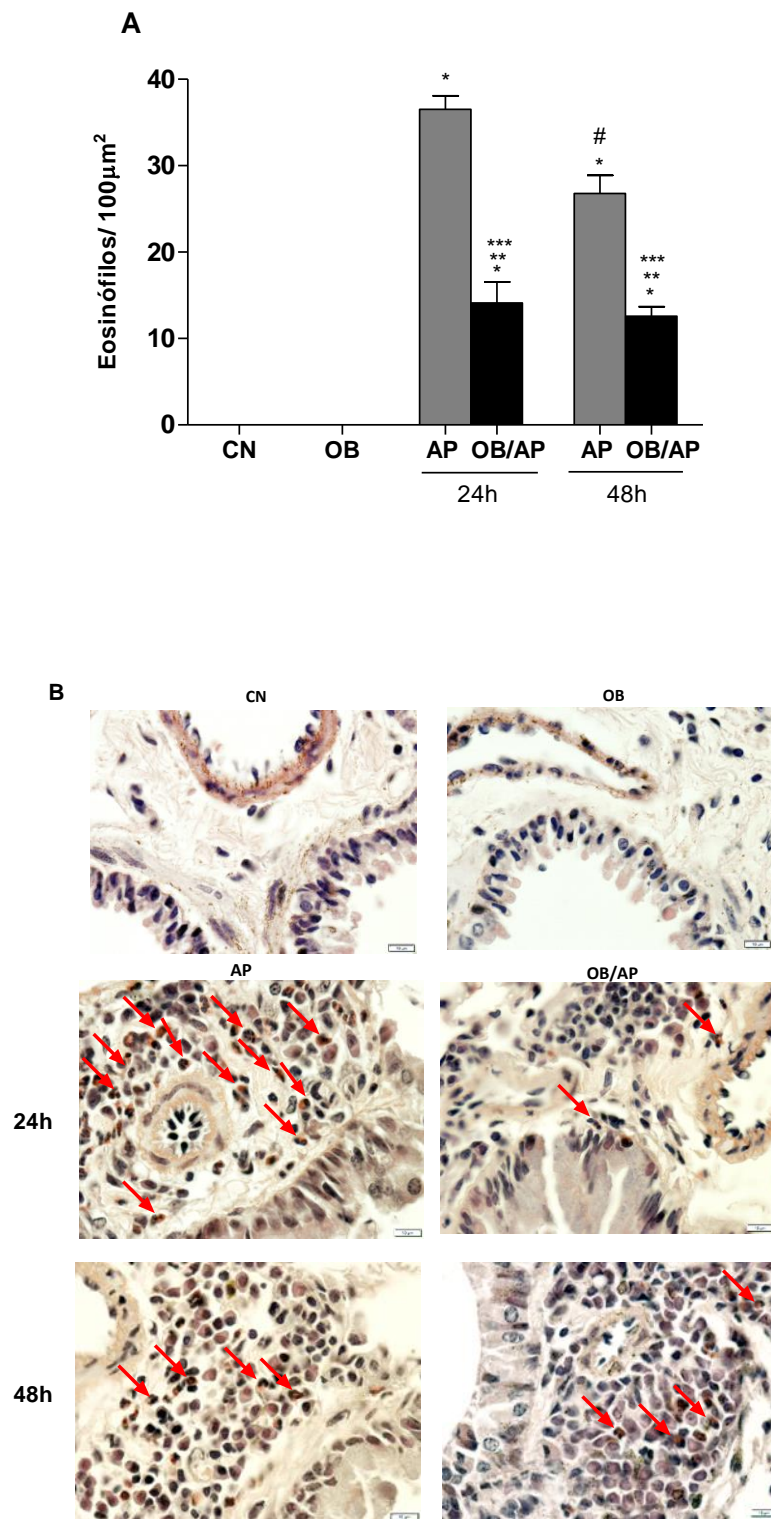 A
Eosinófilos/ 100µm²
40
30
20
10
0
*
***
**
*
#
*
***
**
*
CN OB AP OB/AP AP OB/AP
24h 48h
B
CN OB
AP OB/AP
24h
48h